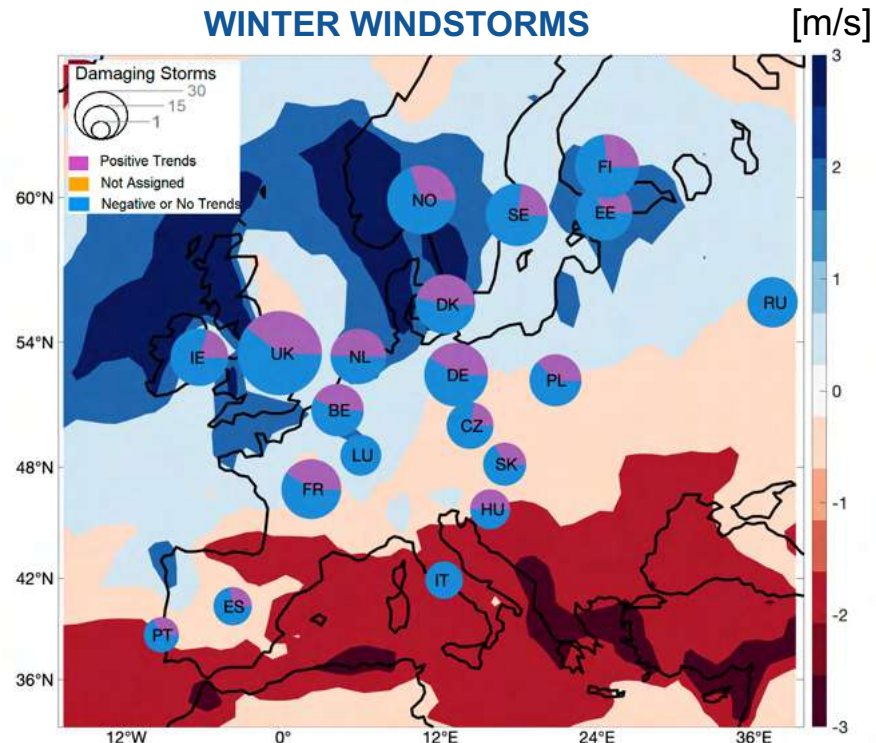 WINTER WINDSTORMS
[m/s]
Damaging Storms
30
15
1
Positive Trends
Not Assigned
Negative or No Trends
3
2
1
0
-1
-2
-3
60°N
54°N
48°N
42°N
36°N
NO
FI
SE
EE
DK
RU
IE
UK
NL
DE
PL
BE
CZ
LU
SK
FR
HU
IT
ES
PT
12°W
0°
12°E
24°E
36°E